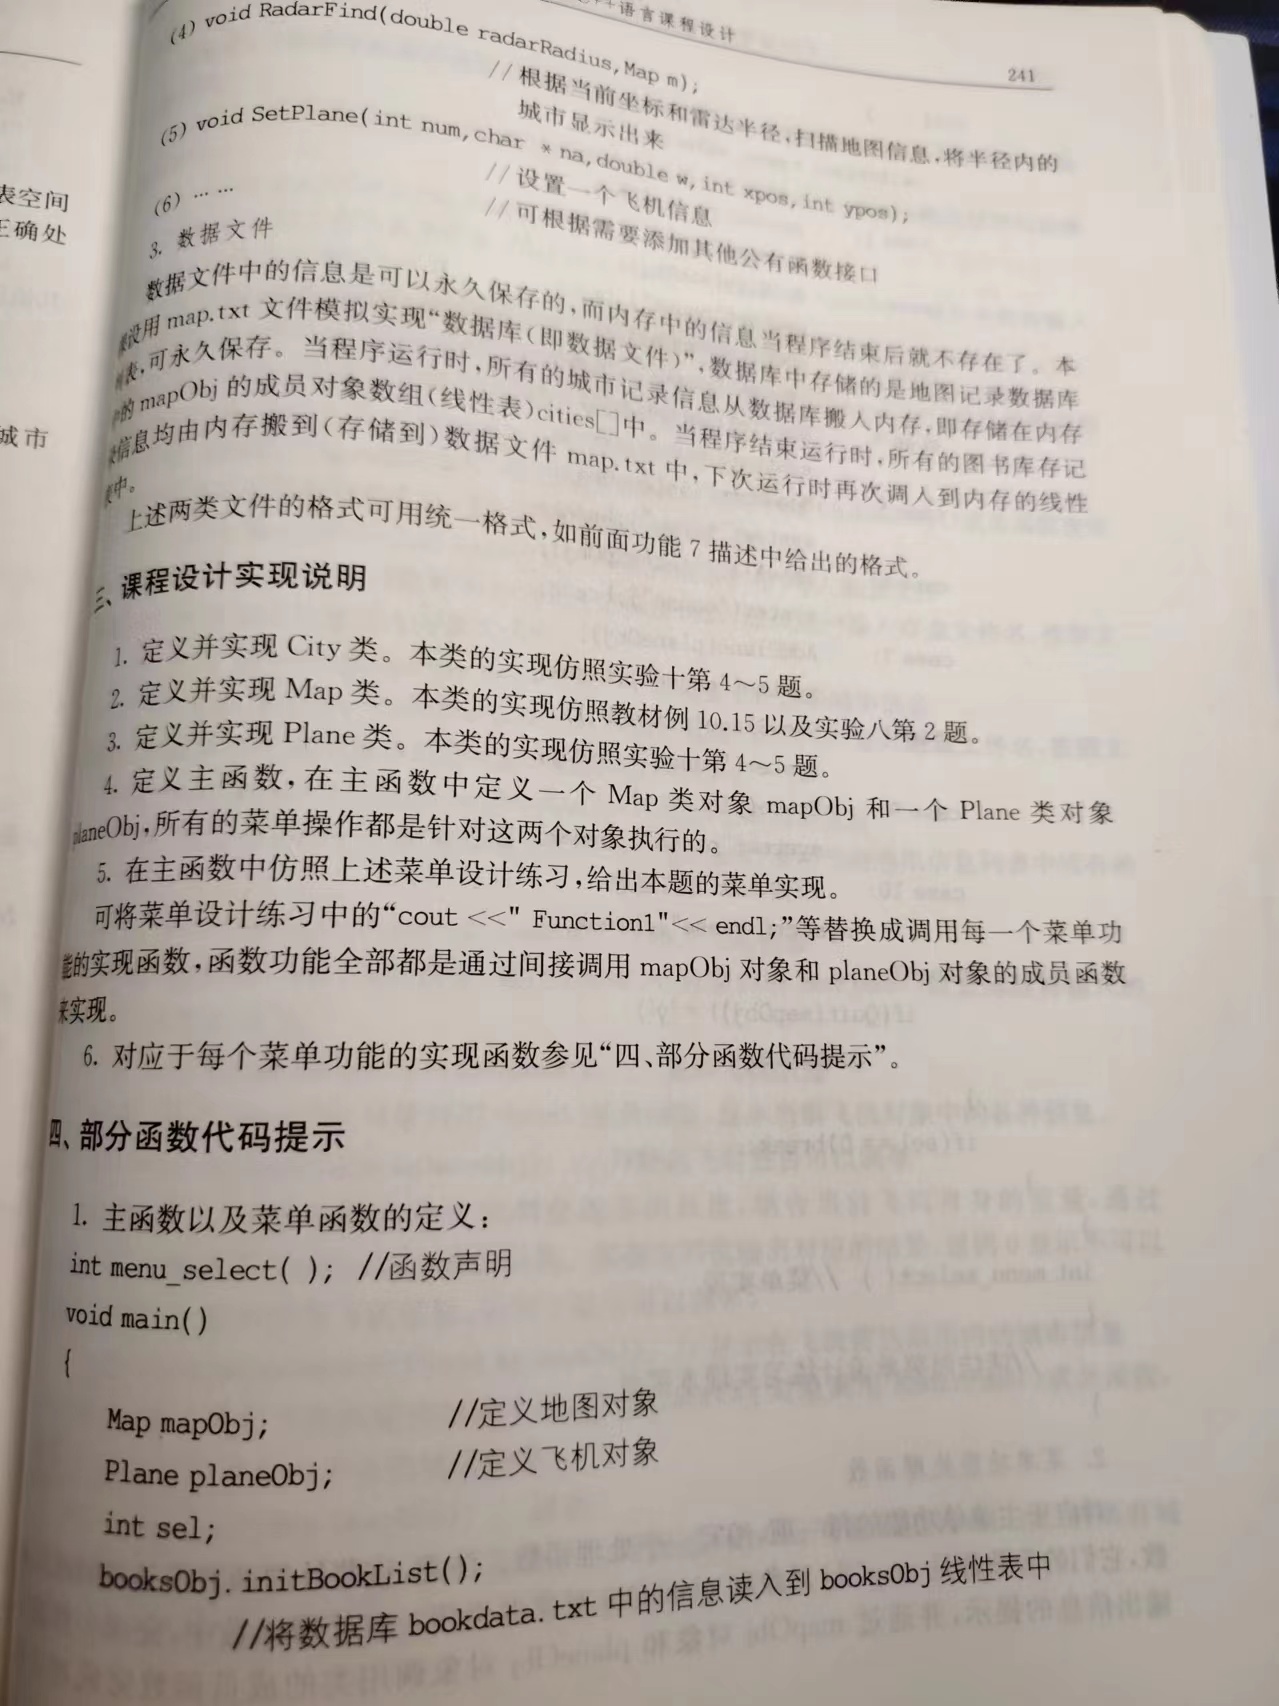 ++语言课程设计
241
(4) void RadarFind(double radarRadius,Map m);
//根据当前坐标和雷达半径,扫描地图信息,将半径内的
城市显示出来
(5) void SetPlane(int num,char *na,double w,int xpos,int ypos);
//设置一个飞机信息
(6) ……
//可根据需要添加其他公有函数接口
3. 数据文件
数据文件中的信息是可以永久保存的,而内存中的信息当程序结束后就不存在了。本
设用 map.txt 文件模拟实现“数据库(即数据文件)”,数据库中存储的是地图记录数据库
表,可永久保存。当程序运行时,所有的城市记录信息从数据库搬入内存,即存储在内存
的 mapObj 的成员对象数组(线性表)cities[]中。当程序结束运行时,所有的图书库存记
信息均由内存搬到(存储到)数据文件 map.txt 中,下次运行时再次调入到内存的线性
中。
上述两类文件的格式可用统一格式,如前面功能 7 描述中给出的格式。
三、课程设计实现说明
1. 定义并实现 City 类。本类的实现仿照实验十第 4～5 题。
2. 定义并实现 Map 类。本类的实现仿照教材例 10.15 以及实验八第 2 题。
3. 定义并实现 Plane 类。本类的实现仿照实验十第 4～5 题。
4. 定义主函数,在主函数中定义一个 Map 类对象 mapObj 和一个 Plane 类对象
planeObj,所有的菜单操作都是针对这两个对象执行的。
5. 在主函数中仿照上述菜单设计练习,给出本题的菜单实现。
可将菜单设计练习中的“cout <<" Function1"<< endl;”等替换成调用每一个菜单功
能的实现函数,函数功能全部都是通过间接调用 mapObj 对象和 planeObj 对象的成员函数
来实现。
6. 对应于每个菜单功能的实现函数参见“四、部分函数代码提示”。
四、部分函数代码提示
1. 主函数以及菜单函数的定义:
int menu_select( ); //函数声明
void main()
{
Map mapObj; //定义地图对象
Plane planeObj; //定义飞机对象
int sel;
booksObj.initBookList();
//将数据库 bookdata.txt 中的信息读入到 booksObj 线性表中
表空间
正确处
城市